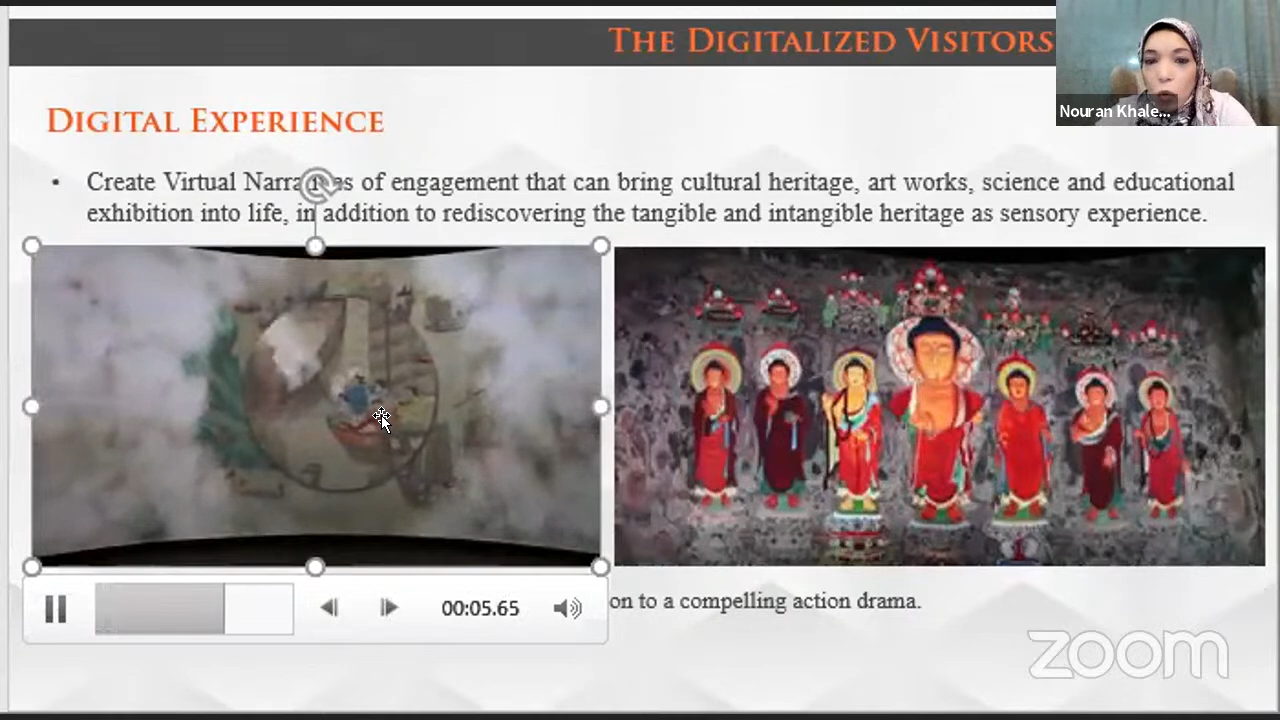 THE DIGITALIZED VISITORS
Nouran Khale...
DIGITAL EXPERIENCE
• Create Virtual Narratives of engagement that can bring cultural heritage, art works, science and educational
exhibition into life, in addition to rediscovering the tangible and intangible heritage as sensory experience.
00:05.65
on to a compelling action drama.
zoom